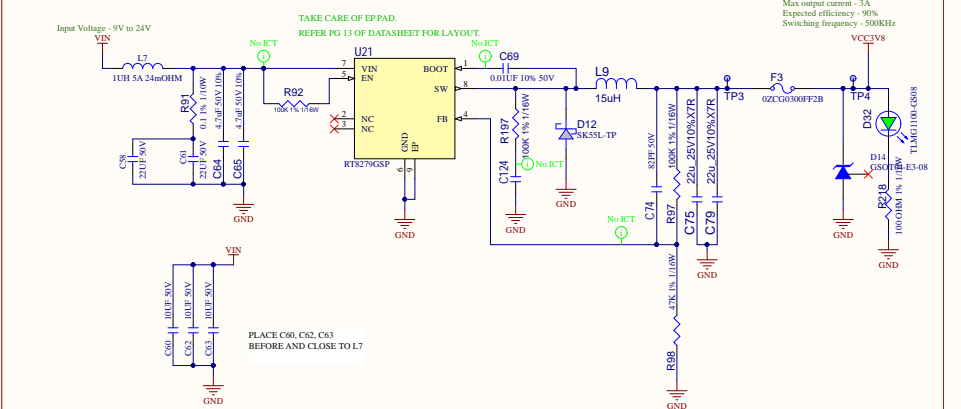 Max output current - 3A
Expected efficiency - 90%
Switching frequency - 500KHz
Input Voltage - 9V to 24V
VIN
TAKE CARE OF EP PAD.
REFER PG 13 OF DATASHEET FOR LAYOUT.
VCC3V8
No ICT
No ICT
U21
L7
1UH 5A 24mOHM
7
5
VIN
EN
BOOT
SW
FB
1
8
4
C69
0.01UF 10% 50V
L9
15uH
TP3
F3
0ZCG0300FF2B
TP4
R92
100K 1% 1/16W
R91
0.1 1% 1/10W
4.7uF 50V 10%
4.7uF 50V 10%
C64
C65
C58
22UF 50V
C61
22UF 50V
GND
2
3
NC
NC
GND
EP
RT8279GSP
6
9
GND
R197
100K 1% 1/16W
No ICT
C124
GND
D12
SK55L-TP
GND
82PF 50V
C74
100K 1% 1/16W
R97
22u_25V10%X7R
C75
22u_25V10%X7R
C79
GND
No ICT
D32
TLMG1100-GS08
D14
GSOT04-E3-08
GND
R218
100 OHM 1% 1/10W
GND
47K 1% 1/16W
R98
GND
VIN
10UF 50V
10UF 50V
10UF 50V
C60
C62
C63
GND
PLACE C60, C62, C63
BEFORE AND CLOSE TO L7